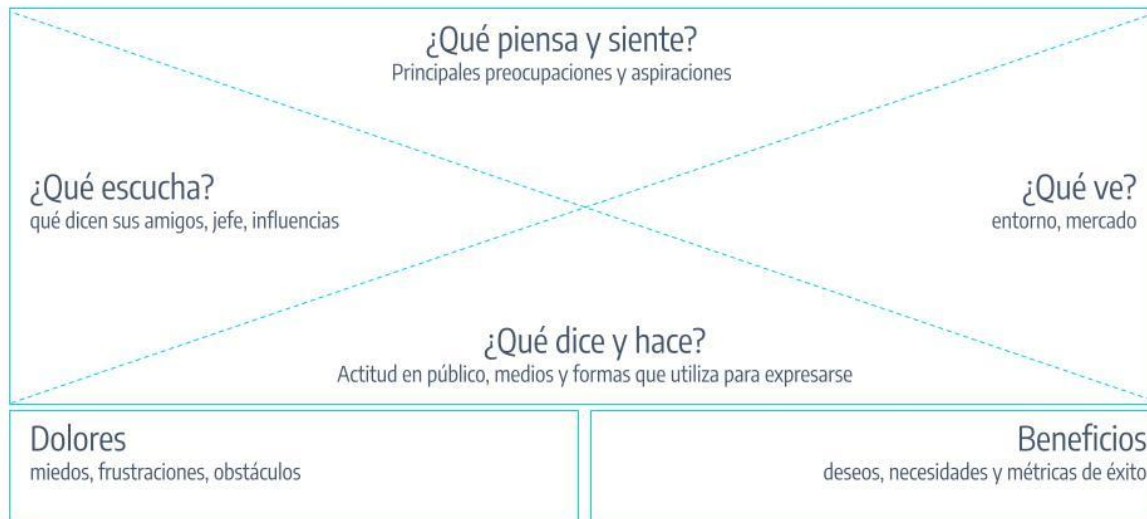 ¿Qué piensa y siente?
Principales preocupaciones y aspiraciones
¿Qué escucha?
qué dicen sus amigos, jefe, influencias
¿Qué ve?
entorno, mercado
¿Qué dice y hace?
Actitud en público, medios y formas que utiliza para expresarse
Dolores
miedos, frustraciones, obstáculos
Beneficios
deseos, necesidades y métricas de éxito